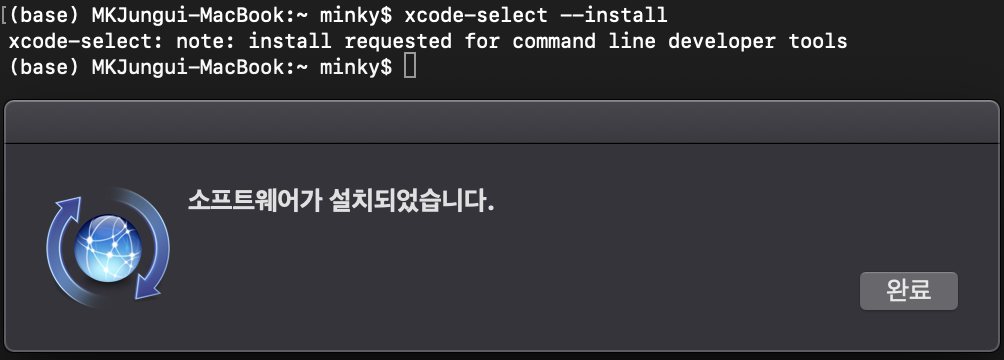 [(base) MKJungui-MacBook:~ minky$ xcode-select --install
xcode-select: note: install requested for command line developer tools
(base) MKJungui-MacBook:~ minky$
소프트웨어가 설치되었습니다.
완료